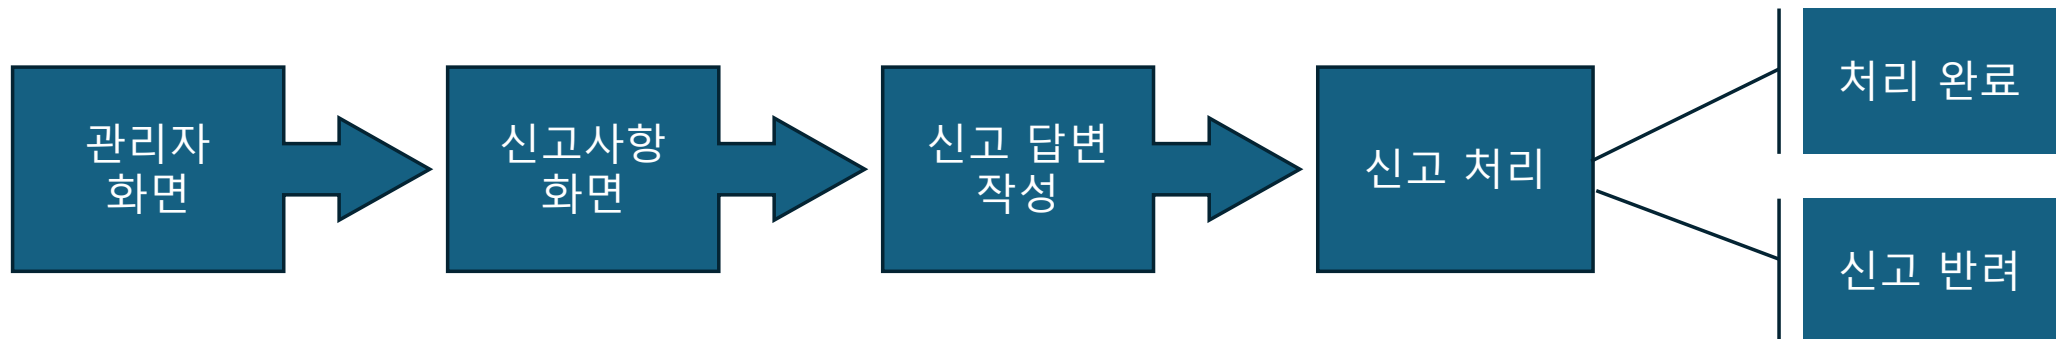 관리자
화면
신고사항
화면
신고 답변
작성
신고 처리
처리 완료
신고 반려